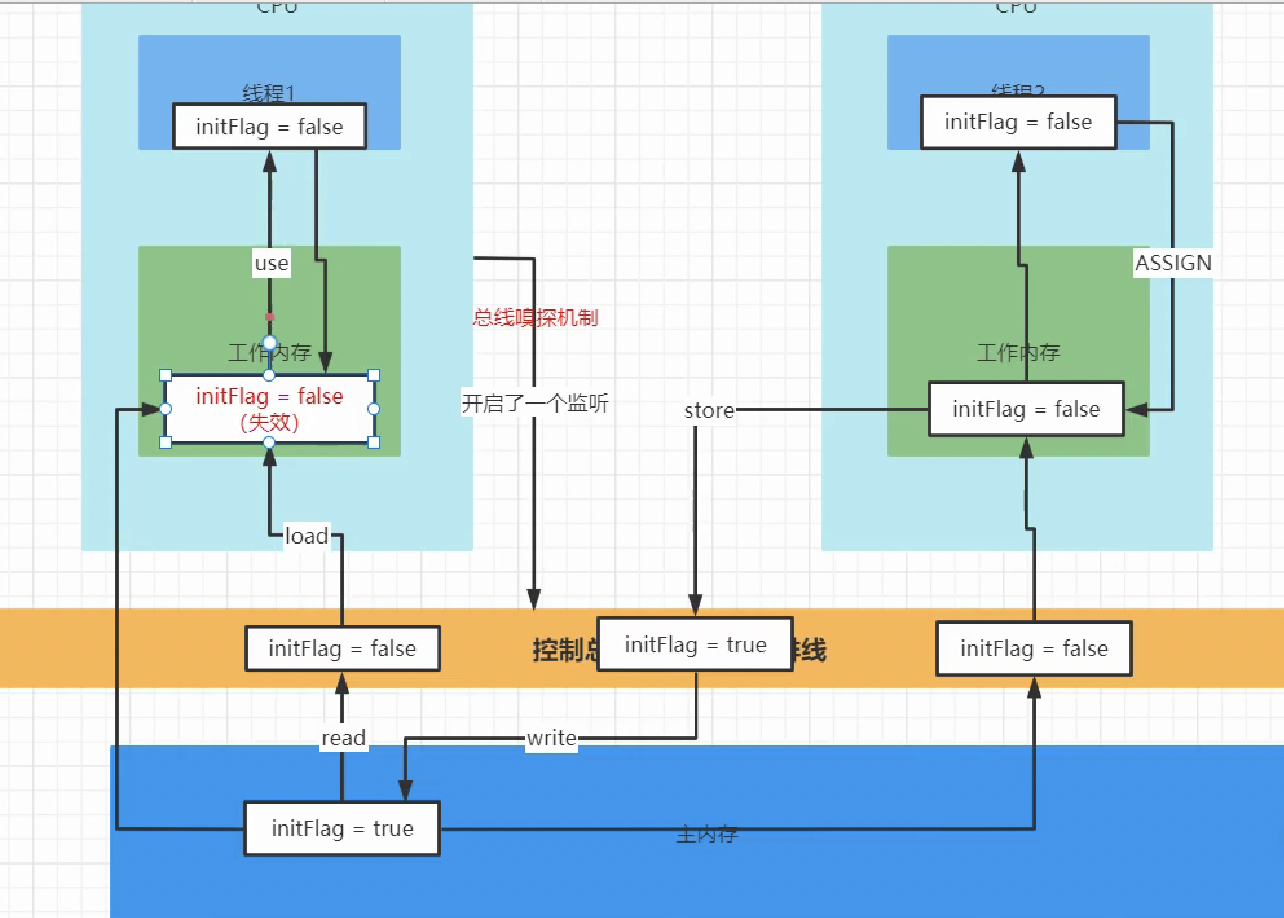 CPU
CPU
线程1
线程2
initFlag = false
initFlag = false
use
ASSIGN
总线嗅探机制
工作内存
工作内存
initFlag = false
(失效)
开启了一个监听
store
initFlag = false
load
initFlag = false
控制总
initFlag = true
线
initFlag = false
read
write
initFlag = true
主内存